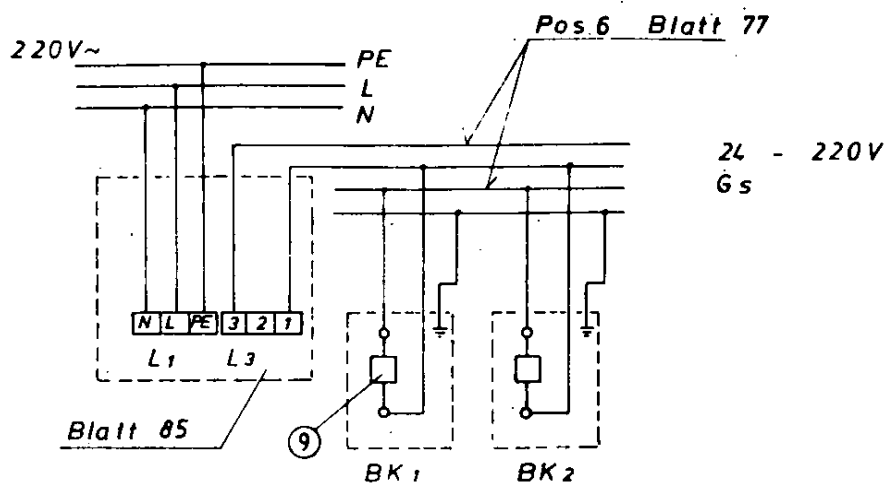 Pos.6 Blatt 77
220V~
PE
L
N
24 - 220V
Gs
N L PE 3 2 1
L1 L3
Blatt 85
9
BK1 BK2